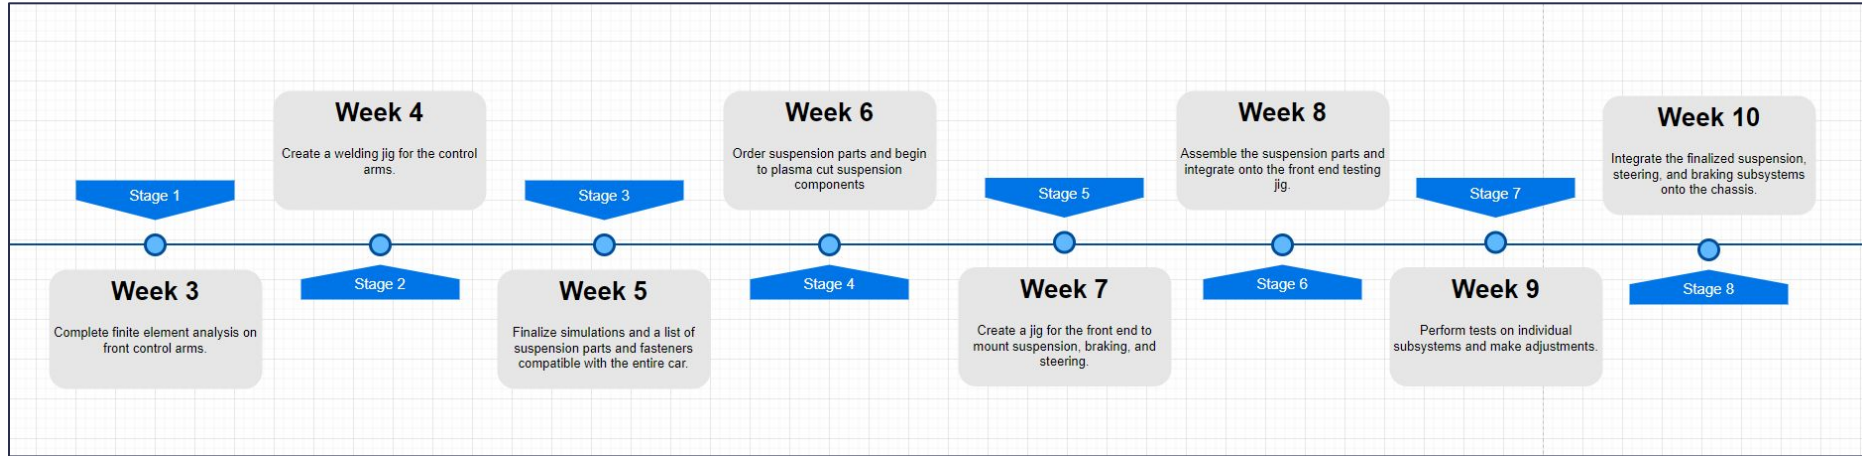 Stage 1
Week 3
Complete finite element analysis on
front control arms.
Week 4
Create a welding jig for the control
arms.
Stage 2
Stage 3
Week 5
Finalize simulations and a list of
suspension parts and fasteners
compatible with the entire car.
Week 6
Order suspension parts and begin
to plasma cut suspension
components
Stage 4
Stage 5
Week 7
Create a jig for the front end to
mount suspension, braking, and
steering.
Week 8
Assemble the suspension parts and
integrate onto the front end testing
jig.
Stage 6
Stage 7
Week 9
Perform tests on individual
subsystems and make adjustments.
Week 10
Integrate the finalized suspension,
steering, and braking subsystems
onto the chassis.
Stage 8